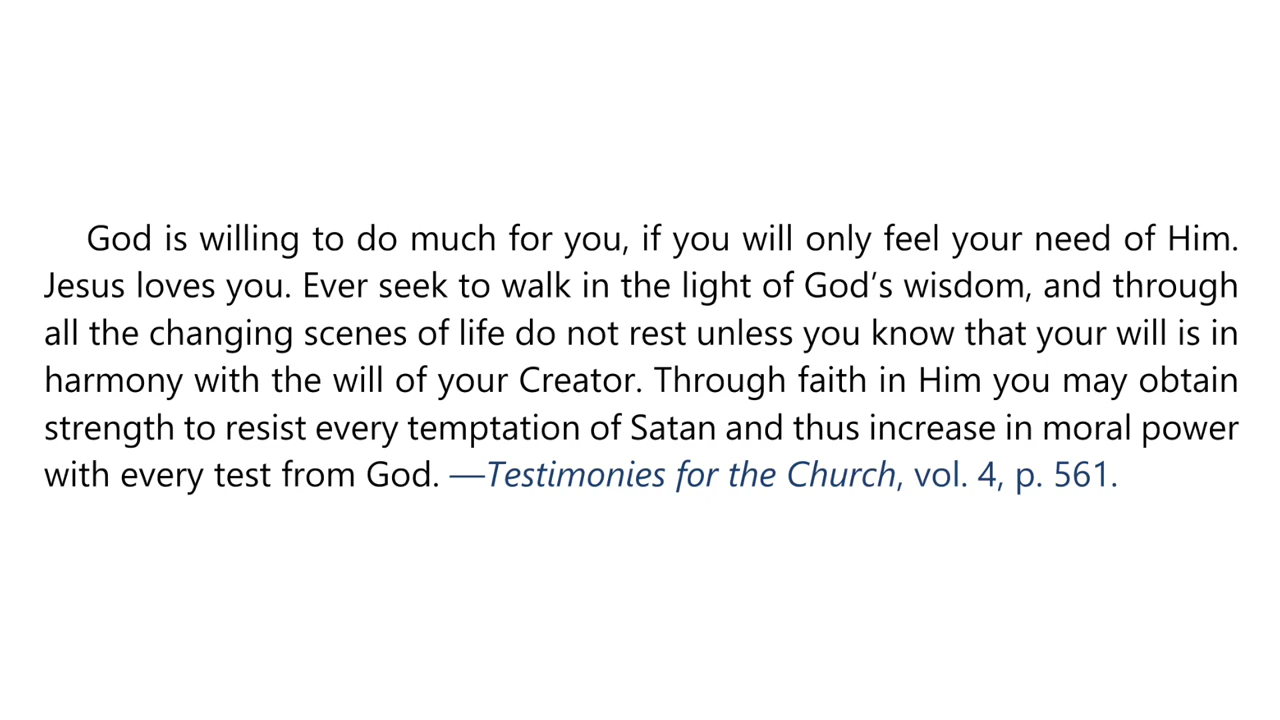 God is willing to do much for you, if you will only feel your need of Him.
Jesus loves you. Ever seek to walk in the light of God’s wisdom, and through
all the changing scenes of life do not rest unless you know that your will is in
harmony with the will of your Creator. Through faith in Him you may obtain
strength to resist every temptation of Satan and thus increase in moral power
with every test from God. —Testimonies for the Church, vol. 4, p. 561.